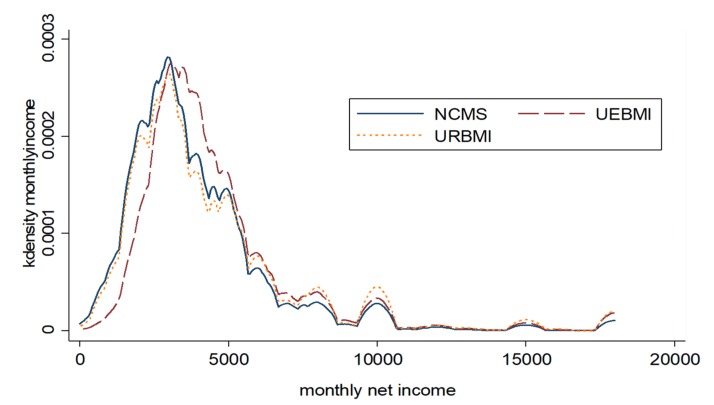 kdensity monthlyincome
0.0003
0.0002
0.0001
0
NCMS
UEBMI
URBMI
0
5000
10000
15000
20000
monthly net income